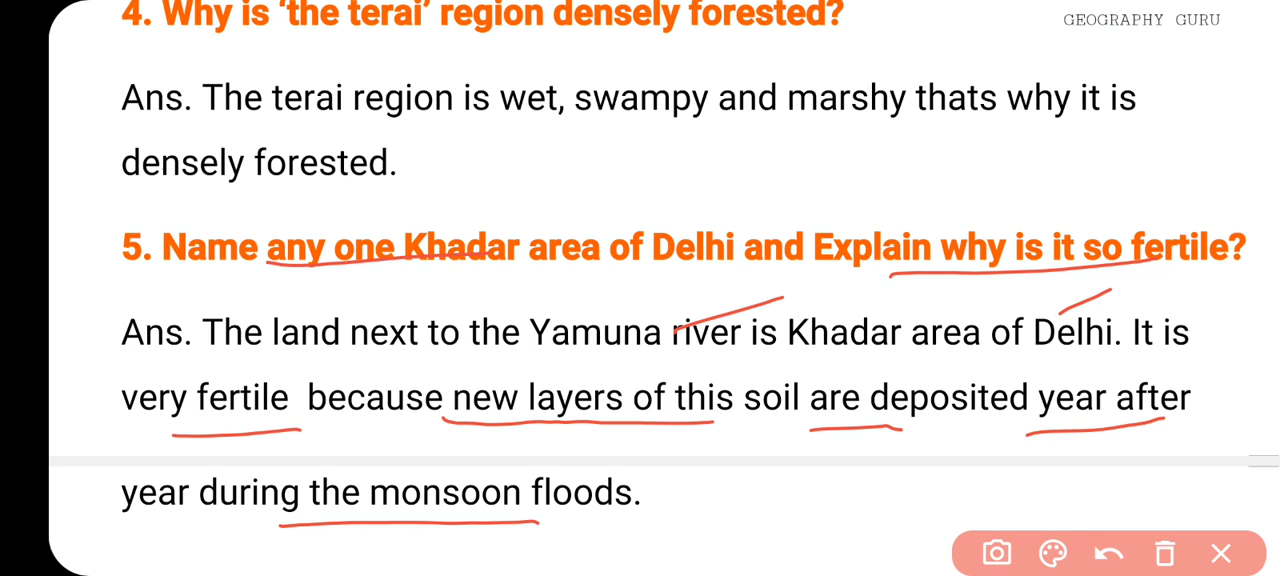 4. Why is ‘the terai’ region densely forested?
GEOGRAPHY GURU
Ans. The terai region is wet, swampy and marshy thats why it is
densely forested.
5. Name any one Khadar area of Delhi and Explain why is it so fertile?
Ans. The land next to the Yamuna river is Khadar area of Delhi. It is
very fertile because new layers of this soil are deposited year after
year during the monsoon floods.